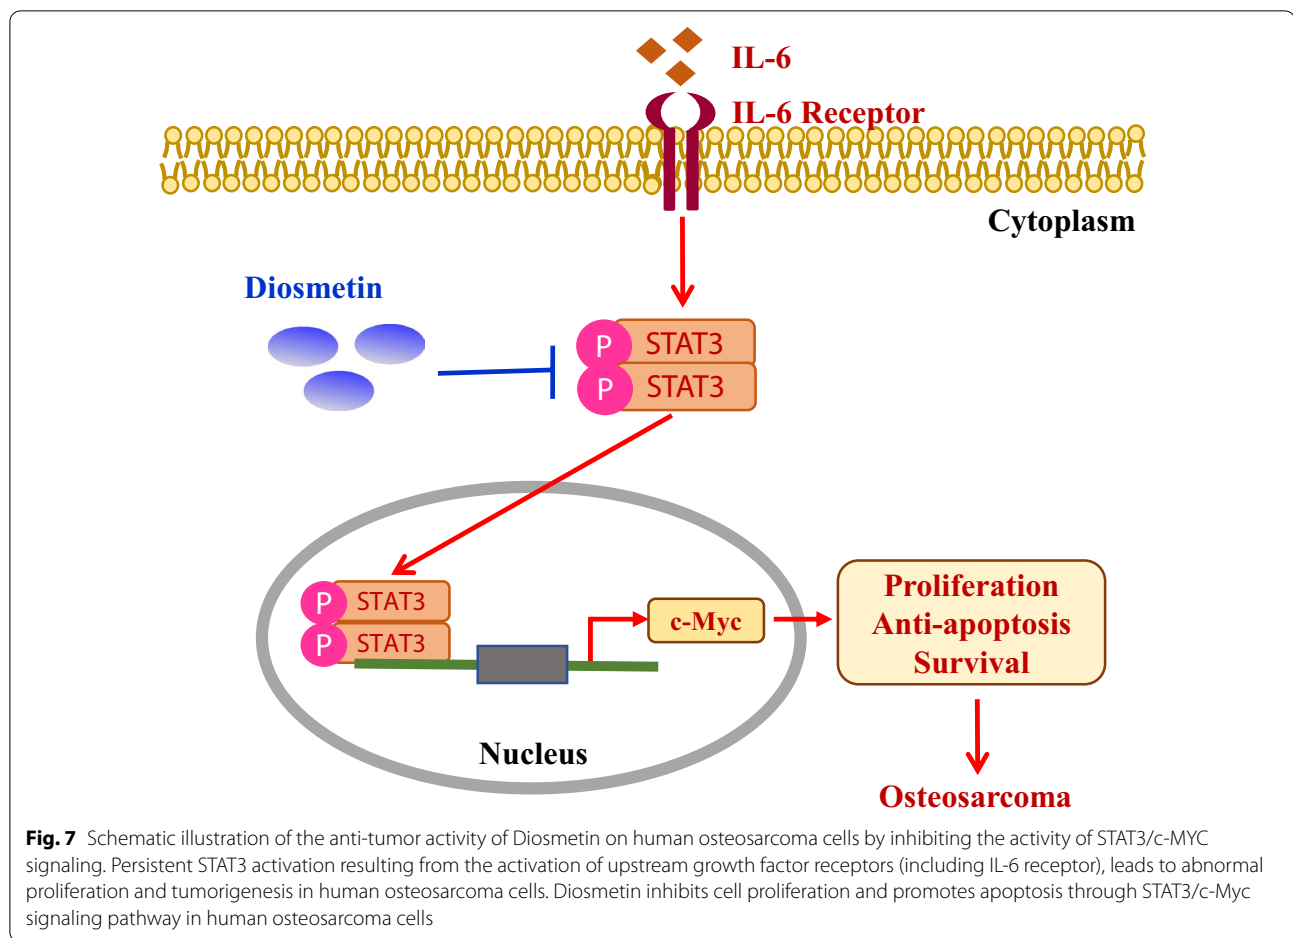 IL-6
IL-6 Receptor
Cytoplasm
Diosmetin
P STAT3
P STAT3
P STAT3
P STAT3
c-Myc
Proliferation
Anti-apoptosis
Survival
Nucleus
Osteosarcoma
Fig. 7 Schematic illustration of the anti-tumor activity of Diosmetin on human osteosarcoma cells by inhibiting the activity of STAT3/c-MYC
signaling. Persistent STAT3 activation resulting from the activation of upstream growth factor receptors (including IL-6 receptor), leads to abnormal
proliferation and tumorigenesis in human osteosarcoma cells. Diosmetin inhibits cell proliferation and promotes apoptosis through STAT3/c-Myc
signaling pathway in human osteosarcoma cells